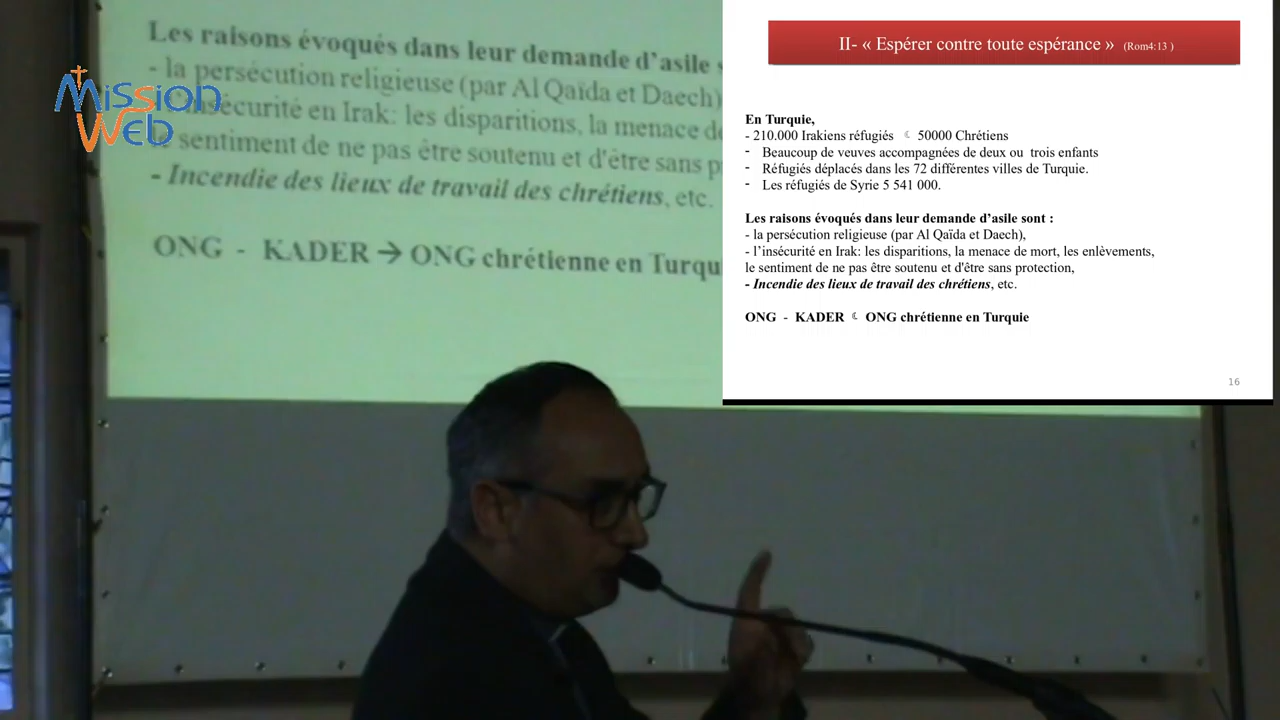 Les raisons évoqués dans leur demande d'asile s
- la persécution religieuse (par Al Qaïda et Daech)
insécurité en Irak: les disparitions, la menace de
sentiment de ne pas être soutenu et d'être sans p
- Incendie des lieux de travail des chrétiens, etc.
ONG - KADER → ONG chrétienne en Turqu
Mission
Web
II- « Espérer contre toute espérance » (Rom4:13 )
En Turquie,
- 210.000 Irakiens réfugiés ☾ 50000 Chrétiens
- Beaucoup de veuves accompagnées de deux ou trois enfants
- Réfugiés déplacés dans les 72 différentes villes de Turquie.
- Les réfugiés de Syrie 5 541 000.
Les raisons évoqués dans leur demande d'asile sont :
- la persécution religieuse (par Al Qaïda et Daech),
- l'insécurité en Irak: les disparitions, la menace de mort, les enlèvements,
le sentiment de ne pas être soutenu et d'être sans protection,
- Incendie des lieux de travail des chrétiens, etc.
ONG - KADER ☾ ONG chrétienne en Turquie
16